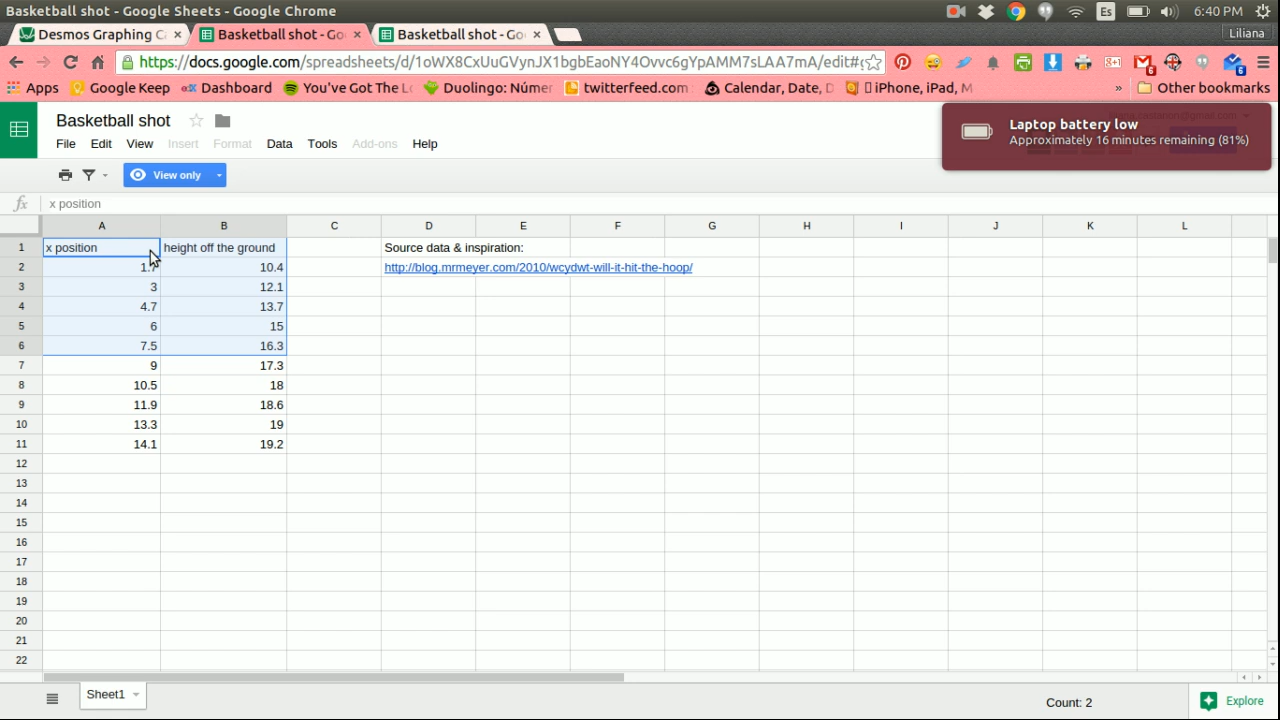 Basketball shot - Google Sheets - Google Chrome
Es
6:40 PM
Desmos Graphing C
Basketball shot - Go
Basketball shot - Go
Liliana
https://docs.google.com/spreadsheets/d/1oWX8CxUuGVynJX1bgbEaoNY4Ovvc6gYpAMM7sLAA7mA/edit#g
Apps
Google Keep
Dashboard
You've Got The Lo
Duolingo: Númer
twitterfeed.com
Calendar, Date, D
iPhone, iPad, M
»
Other bookmarks
Basketball shot
Laptop battery low
Approximately 16 minutes remaining (81%)
File Edit View Insert Format Data Tools Add-ons Help
View only
fx x position
A B C D E F G H I J K L
1 x position height off the ground Source data & inspiration:
2 10.4 http://blog.mrmeyer.com/2010/wcydwt-will-it-hit-the-hoop/
3 3 12.1
4 4.7 13.7
5 6 15
6 7.5 16.3
7 9 17.3
8 10.5 18
9 11.9 18.6
10 13.3 19
11 14.1 19.2
12
13
14
15
16
17
18
19
20
21
22
Sheet1
Count: 2
Explore